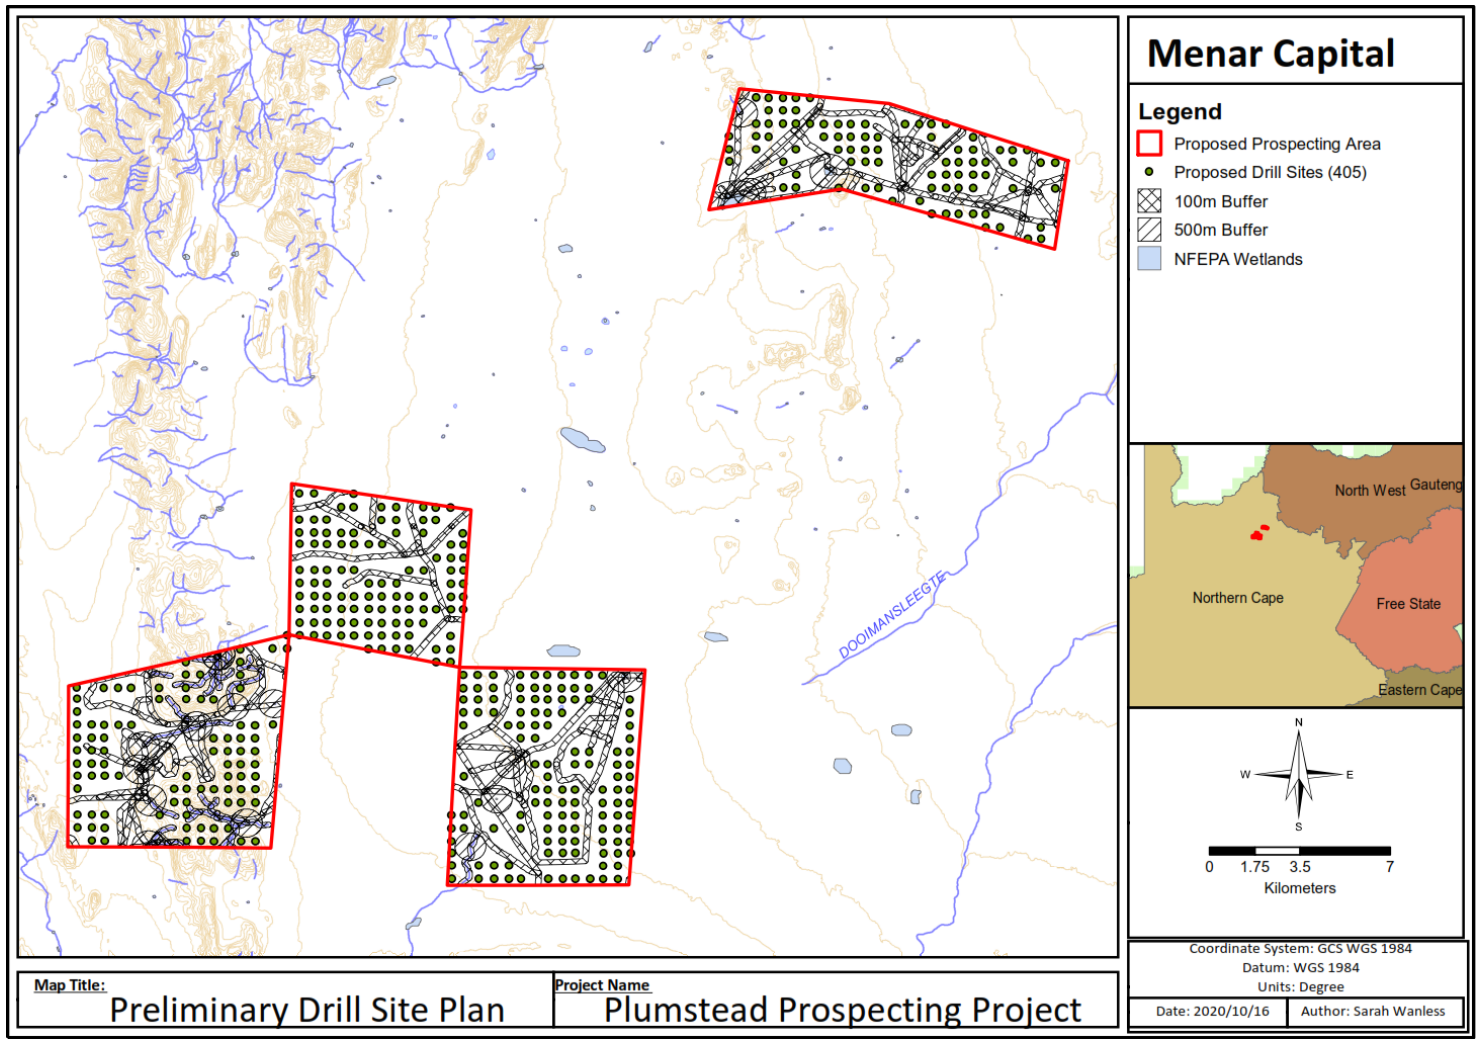 Menar Capital
Legend
Proposed Prospecting Area
Proposed Drill Sites (405)
100m Buffer
500m Buffer
NFEPA Wetlands
DOOIMANSLEEGTE
North West
Gauteng
Northern Cape
Free State
Eastern Cape
N
W
E
S
0 1.75 3.5 7
Kilometers
Coordinate System: GCS WGS 1984
Datum: WGS 1984
Units: Degree
Date: 2020/10/16
Author: Sarah Wanless
Map Title:
Preliminary Drill Site Plan
Project Name
Plumstead Prospecting Project